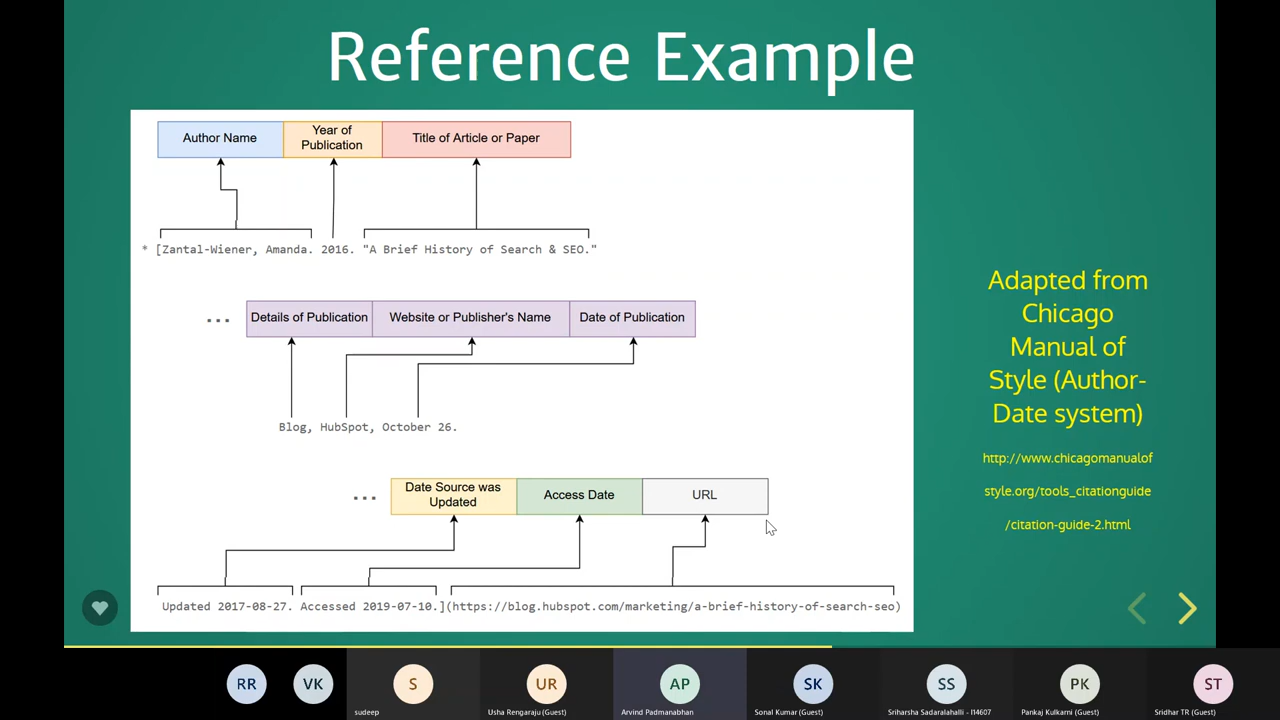 Reference Example
Author Name
Year of
Publication
Title of Article or Paper
* [Zantal-Wiener, Amanda. 2016. "A Brief History of Search & SEO."
... Details of Publication
Website or Publisher's Name
Date of Publication
Blog, HubSpot, October 26.
... Date Source was
Updated
Access Date
URL
Updated 2017-08-27. Accessed 2019-07-10.](https://blog.hubspot.com/marketing/a-brief-history-of-search-seo)
Adapted from
Chicago
Manual of
Style (Author-
Date system)
http://www.chicagomanualof
style.org/tools_citationguide
/citation-guide-2.html
RR
VK
S
sudeep
UR
Usha Rengaraju (Guest)
AP
Arvind Padmanabhan
SK
Sonal Kumar (Guest)
SS
Sriharsha Sadaralahalli - I14607
PK
Pankaj Kulkarni (Guest)
ST
Sridhar TR (Guest)